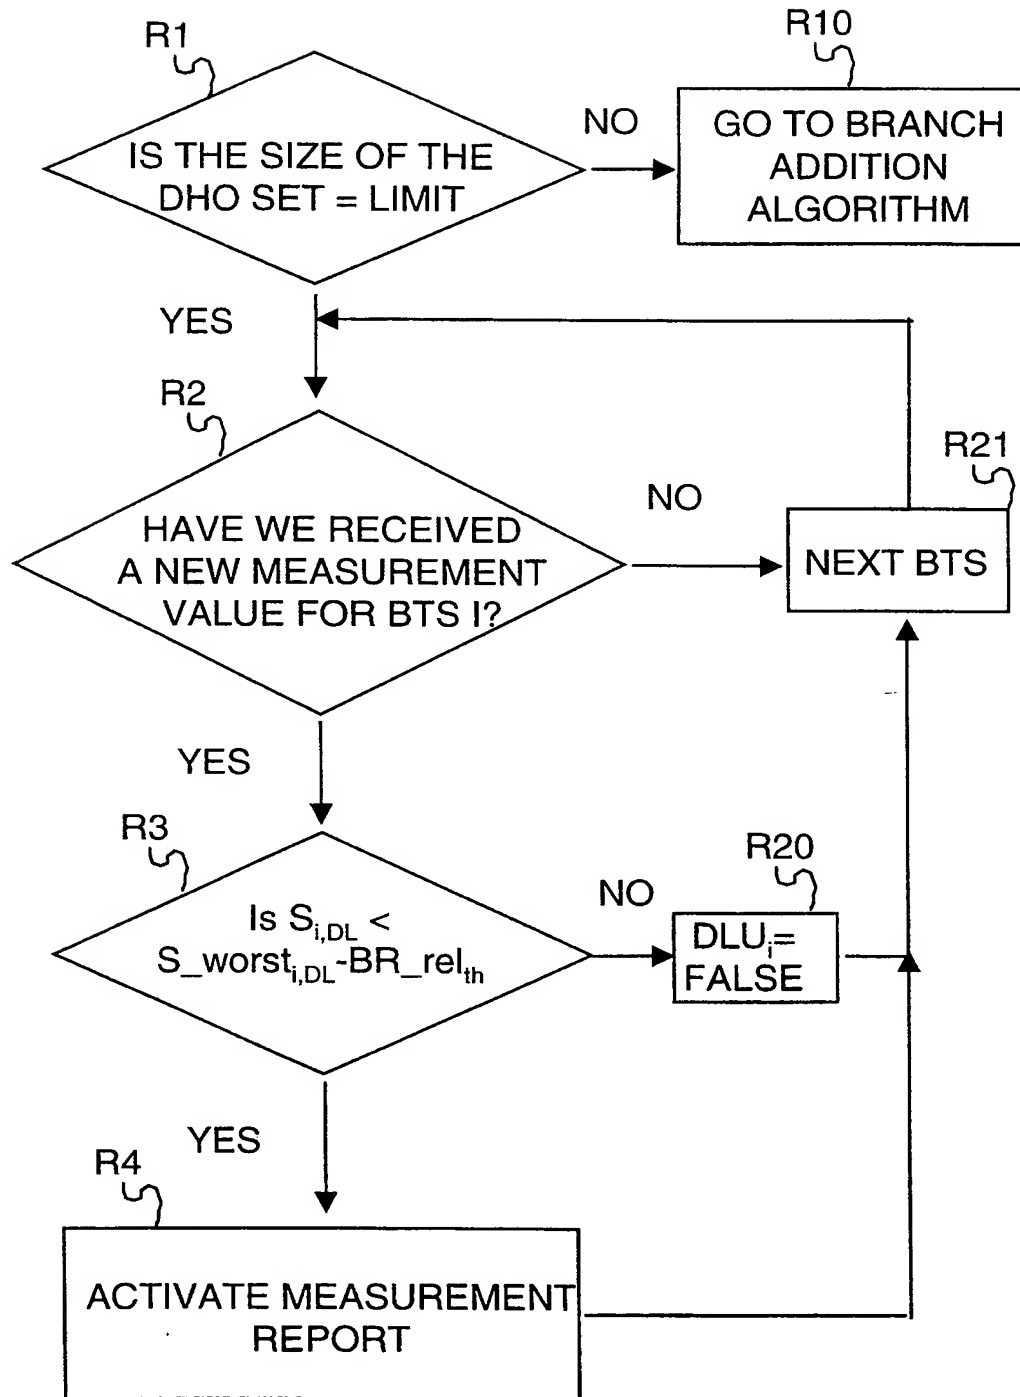 R1
R10
IS THE SIZE OF THE
DHO SET = LIMIT
NO
GO TO BRANCH
ADDITION
ALGORITHM
YES
R2
R21
HAVE WE RECEIVED
A NEW MEASUREMENT
VALUE FOR BTS I?
NO
NEXT BTS
YES
R3
R20
Is S_{i,DL} <
S_worst_{i,DL}-BR_rel_{th}
NO
DLU_i=
FALSE
YES
R4
ACTIVATE MEASUREMENT
REPORT